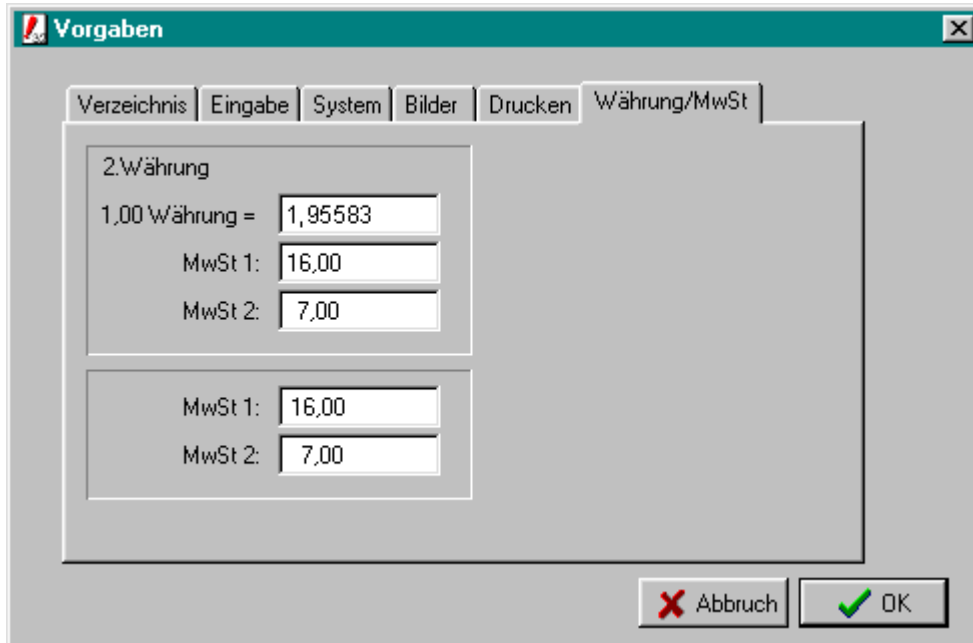 Vorgaben
Verzeichnis Eingabe System Bilder Drucken Währung/MwSt
2.Währung
1,00 Währung = 1,95583
MwSt 1: 16,00
MwSt 2: 7,00
MwSt 1: 16,00
MwSt 2: 7,00
Abbruch OK